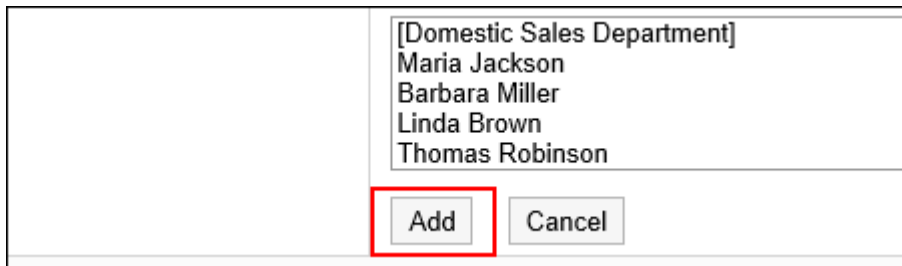 [Domestic Sales Department]
Maria Jackson
Barbara Miller
Linda Brown
Thomas Robinson
Add Cancel